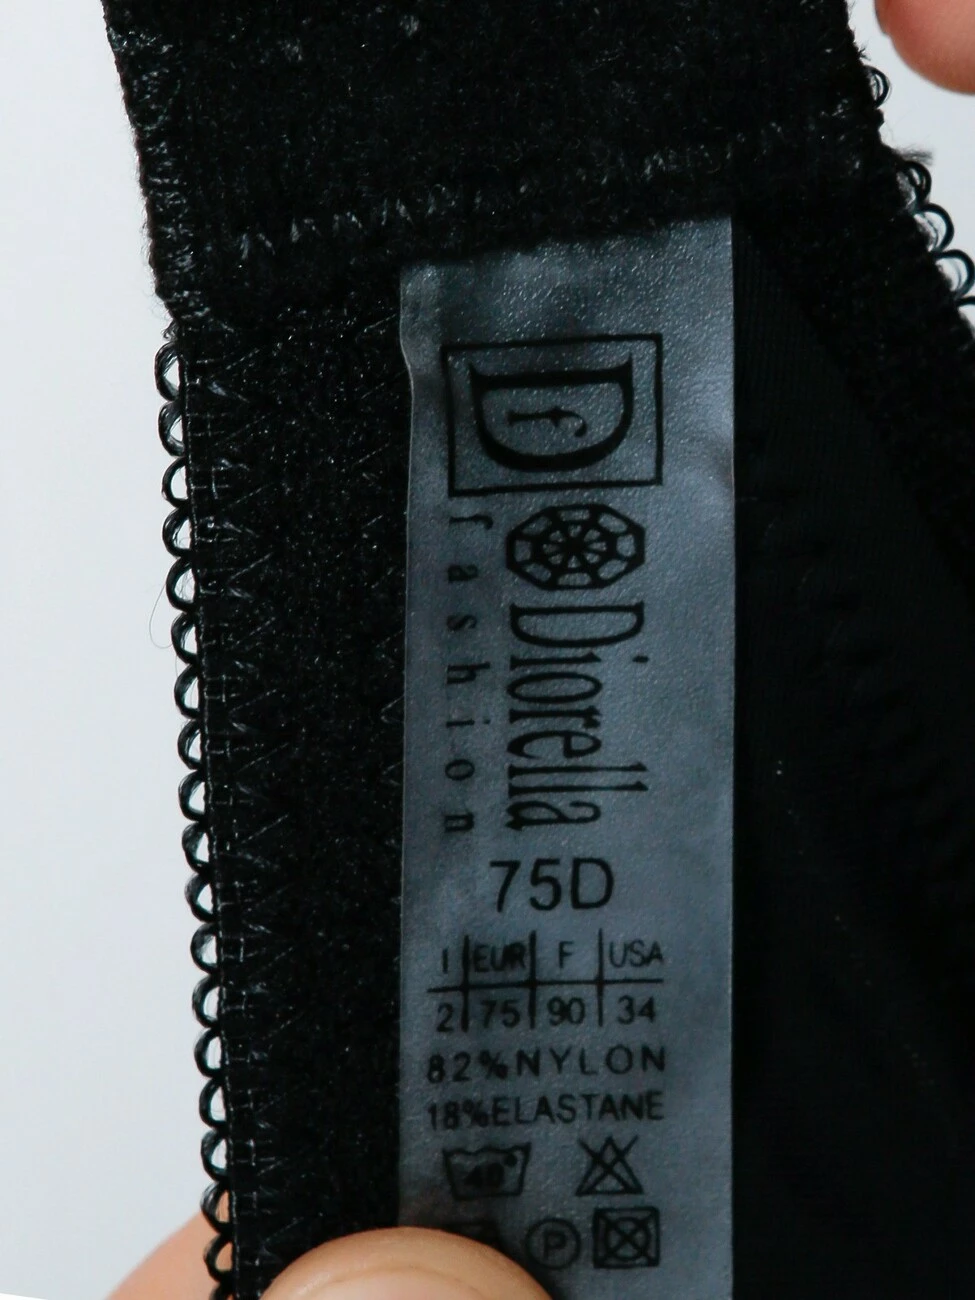 Df
Diorella
fashion
75D
I EUR F USA
2 75 90 34
82%NYLON
18%ELASTANE
40°
P